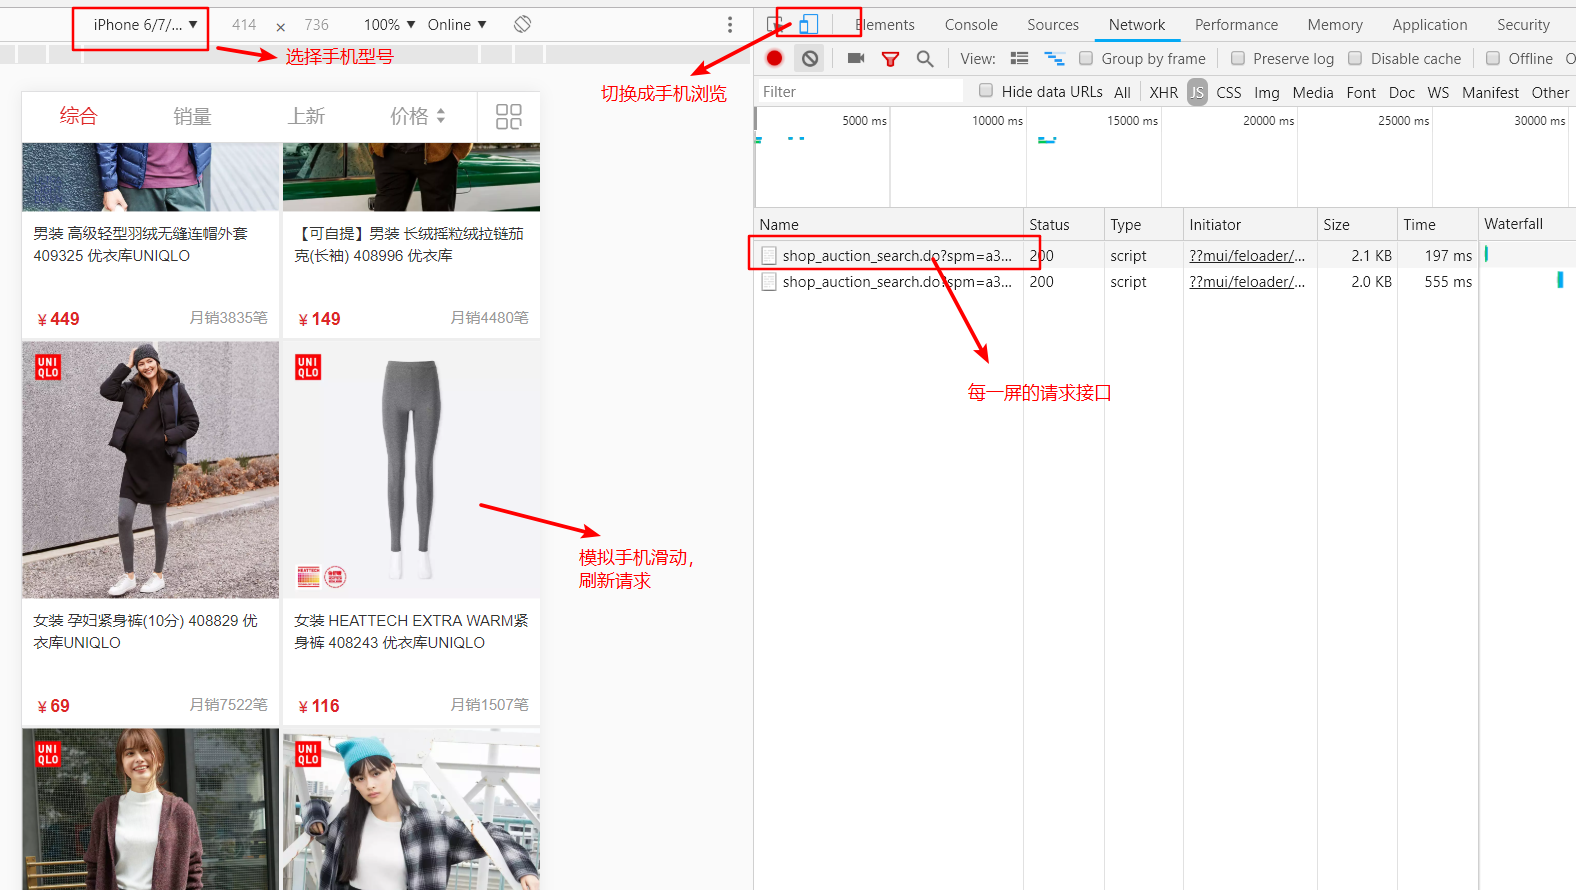 iPhone 6/7/... ▼ 414 × 736 100% ▼ Online ▼
选择手机型号
综合 销量 上新 价格
男装 高级轻型羽绒无缝连帽外套
409325 优衣库UNIQLO
¥ 449 月销3835笔
【可自提】男装 长绒摇粒绒拉链茄
克(长袖) 408996 优衣库
¥ 149 月销4480笔
UNI
QLO
UNI
QLO
HEATTECH
模拟手机滑动,
刷新请求
女装 孕妇紧身裤(10分) 408829 优
衣库UNIQLO
¥ 69 月销7522笔
女装 HEATTECH EXTRA WARM紧
身裤 408243 优衣库UNIQLO
¥ 116 月销1507笔
UNI
QLO
UNI
QLO
Elements Console Sources Network Performance Memory Application Security
切换成手机浏览
View: Group by frame Preserve log Disable cache Offline O
Filter Hide data URLs All XHR JS CSS Img Media Font Doc WS Manifest Other
5000 ms 10000 ms 15000 ms 20000 ms 25000 ms 30000 ms
Name Status Type Initiator Size Time Waterfall
shop_auction_search.do?spm=a3... 200 script ??mui/feloader/... 2.1 KB 197 ms
shop_auction_search.do?spm=a3... 200 script ??mui/feloader/... 2.0 KB 555 ms
每一屏的请求接口